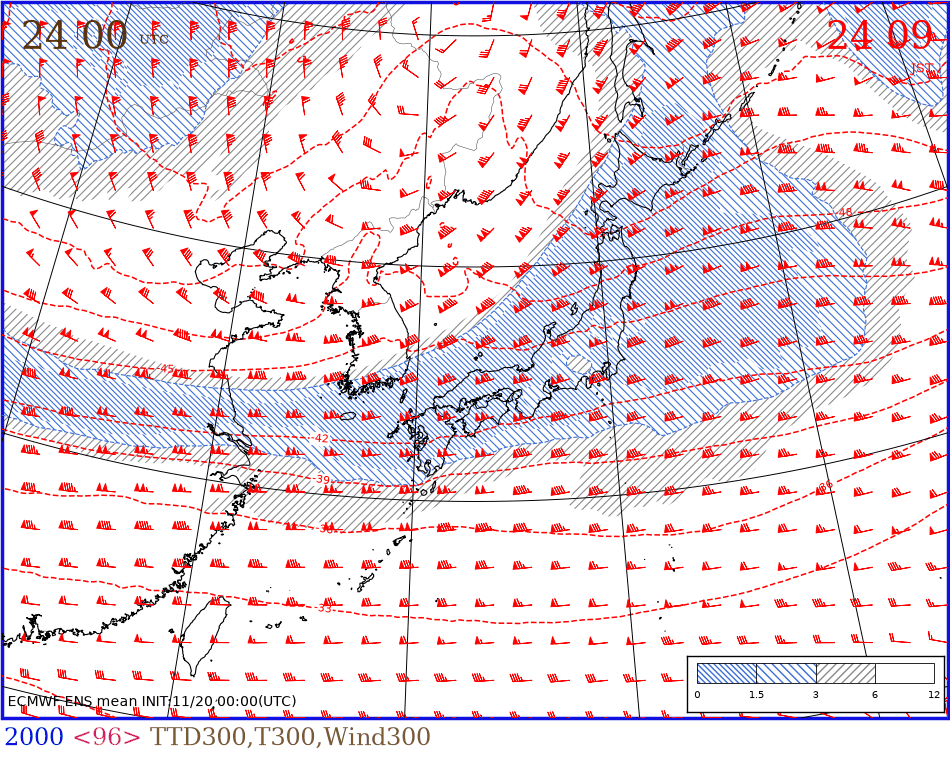 24 00 UTC
24 09 JST
-48
-45
-42
-39
-36
-36
-33
ECMWF ENS mean INIT:11/20 00:00(UTC)
0 1.5 3 6 12
2000 <96> TTD300,T300,Wind300